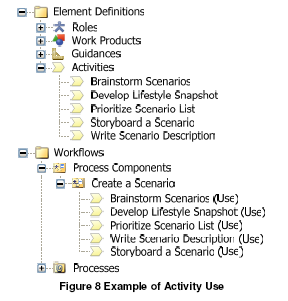 Element Definitions
Roles
Work Products
Guidances
Activities
Brainstorm Scenarios
Develop Lifestyle Snapshot
Prioritize Scenario List
Storyboard a Scenario
Write Scenario Description
Workflows
Process Components
Create a Scenario
Brainstorm Scenarios (Use)
Develop Lifestyle Snapshot (Use)
Prioritize Scenario List (Use)
Write Scenario Description (Use)
Storyboard a Scenario (Use)
Processes
Figure 8 Example of Activity Use